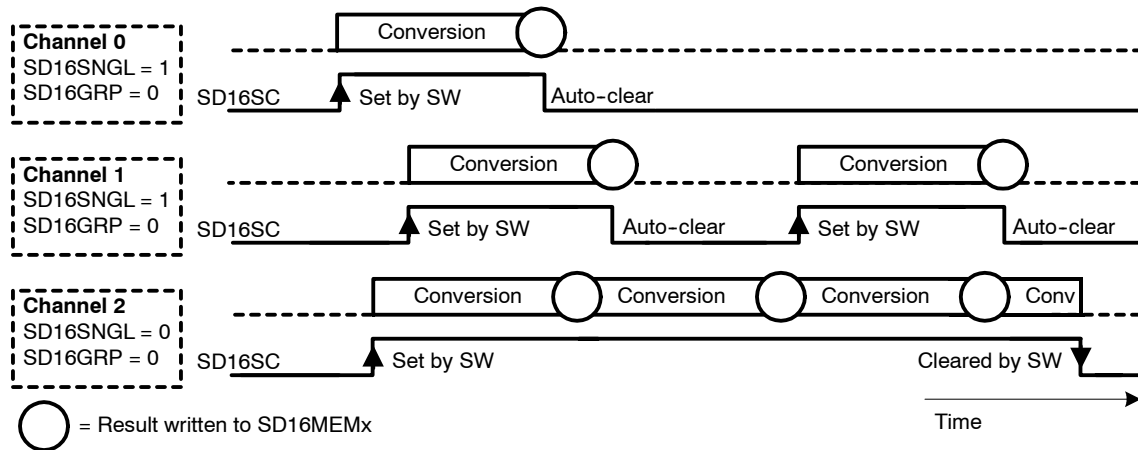 Channel 0
SD16SNGL = 1
SD16GRP = 0
Conversion
SD16SC
Set by SW
Auto-clear
Channel 1
SD16SNGL = 1
SD16GRP = 0
Conversion
Conversion
SD16SC
Set by SW
Auto-clear
Set by SW
Auto-clear
Channel 2
SD16SNGL = 0
SD16GRP = 0
Conversion
Conversion
Conversion
Conv
SD16SC
Set by SW
Cleared by SW
= Result written to SD16MEMx
Time